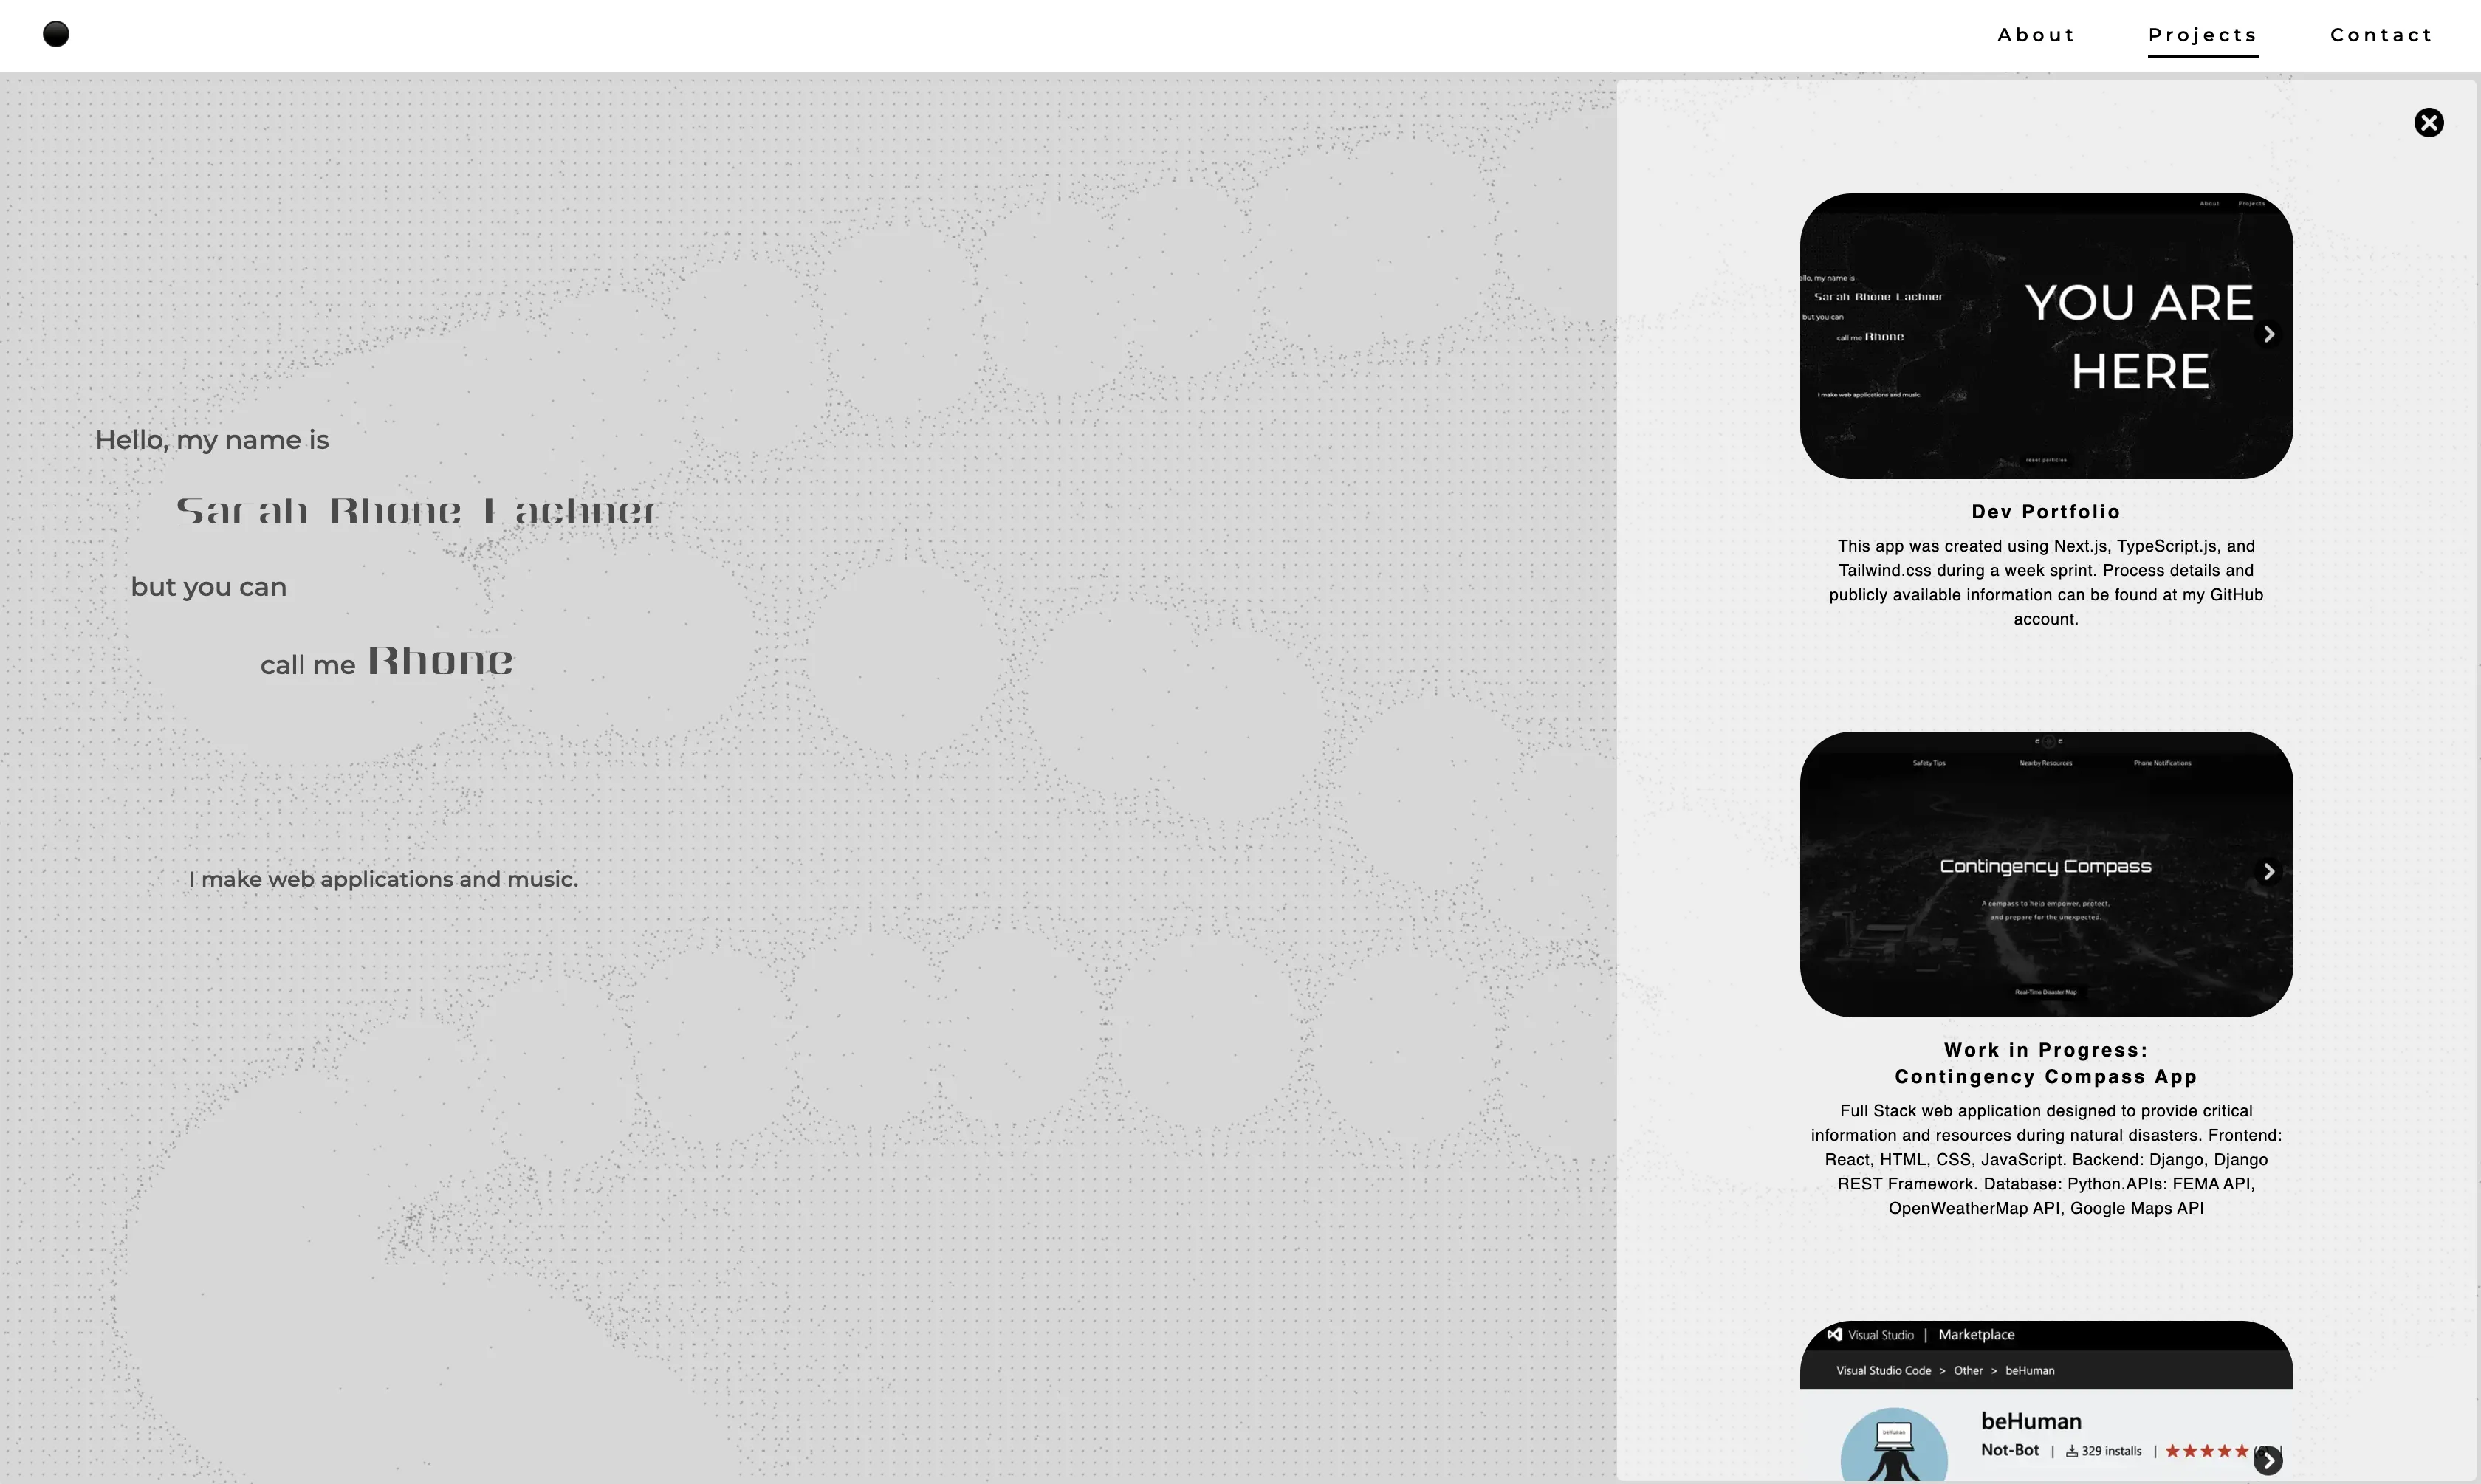 About Projects Contact
Hello, my name is
Sarah Rhone Lachner
but you can
call me Rhone
I make web applications and music.
About Projects
ello, my name is
Sarah Rhone Lachner
but you can
call me Rhone
I make web applications and music.
YOU ARE
HERE
reset particles
Dev Portfolio
This app was created using Next.js, TypeScript.js, and
Tailwind.css during a week sprint. Process details and
publicly available information can be found at my GitHub
account.
C C
Safety Tips Nearby Resources Phone Notifications
Contingency Compass
A compass to help empower, protect,
and prepare for the unexpected.
Real-Time Disaster Map
Work in Progress:
Contingency Compass App
Full Stack web application designed to provide critical
information and resources during natural disasters. Frontend:
React, HTML, CSS, JavaScript. Backend: Django, Django
REST Framework. Database: Python.APIs: FEMA API,
OpenWeatherMap API, Google Maps API
Visual Studio | Marketplace
Visual Studio Code > Other > beHuman
beHuman
beHuman
Not-Bot | 329 installs |